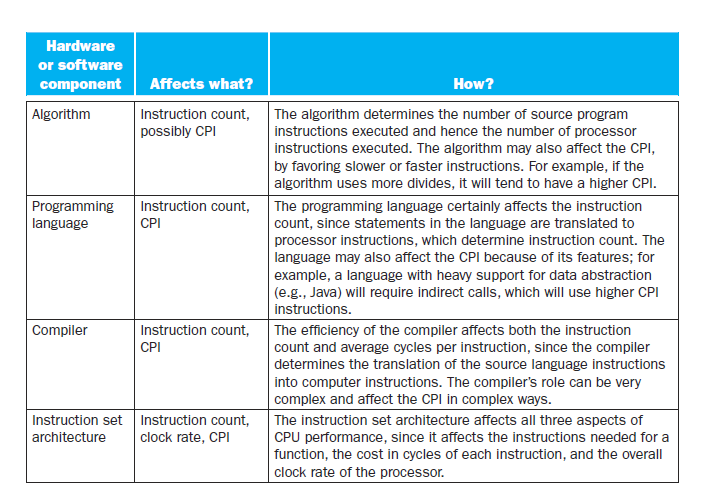 Hardware
or software
component
Affects what?
How?
Algorithm
Instruction count,
possibly CPI
The algorithm determines the number of source program
instructions executed and hence the number of processor
instructions executed. The algorithm may also affect the CPI,
by favoring slower or faster instructions. For example, if the
algorithm uses more divides, it will tend to have a higher CPI.
Programming
language
Instruction count,
CPI
The programming language certainly affects the instruction
count, since statements in the language are translated to
processor instructions, which determine instruction count. The
language may also affect the CPI because of its features; for
example, a language with heavy support for data abstraction
(e.g., Java) will require indirect calls, which will use higher CPI
instructions.
Compiler
Instruction count,
CPI
The efficiency of the compiler affects both the instruction
count and average cycles per instruction, since the compiler
determines the translation of the source language instructions
into computer instructions. The compiler's role can be very
complex and affect the CPI in complex ways.
Instruction set
architecture
Instruction count,
clock rate, CPI
The instruction set architecture affects all three aspects of
CPU performance, since it affects the instructions needed for a
function, the cost in cycles of each instruction, and the overall
clock rate of the processor.